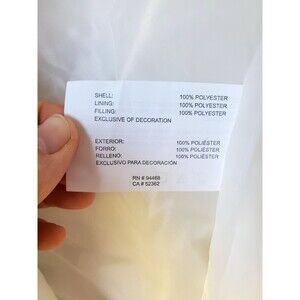 SHELL: 100% POLYESTER
LINING: 100% POLYESTER
FILLING: 100% POLYESTER
EXCLUSIVE OF DECORATION
EXTERIOR: 100% POLIÉSTER
FORRO: 100% POLIÉSTER
RELLENO: 100% POLIÉSTER
EXCLUSIVO PARA DECORACIÓN
RN # 94468
CA # 52362